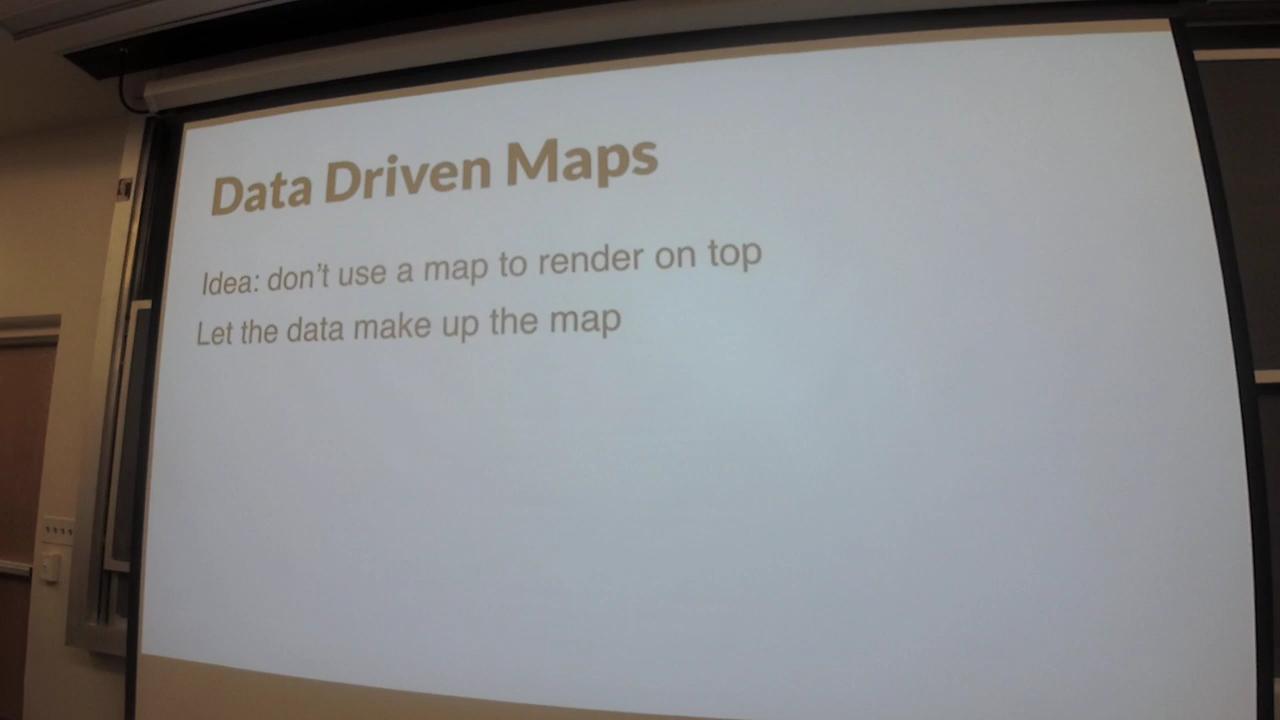 Data Driven Maps
Idea: don't use a map to render on top
Let the data make up the map